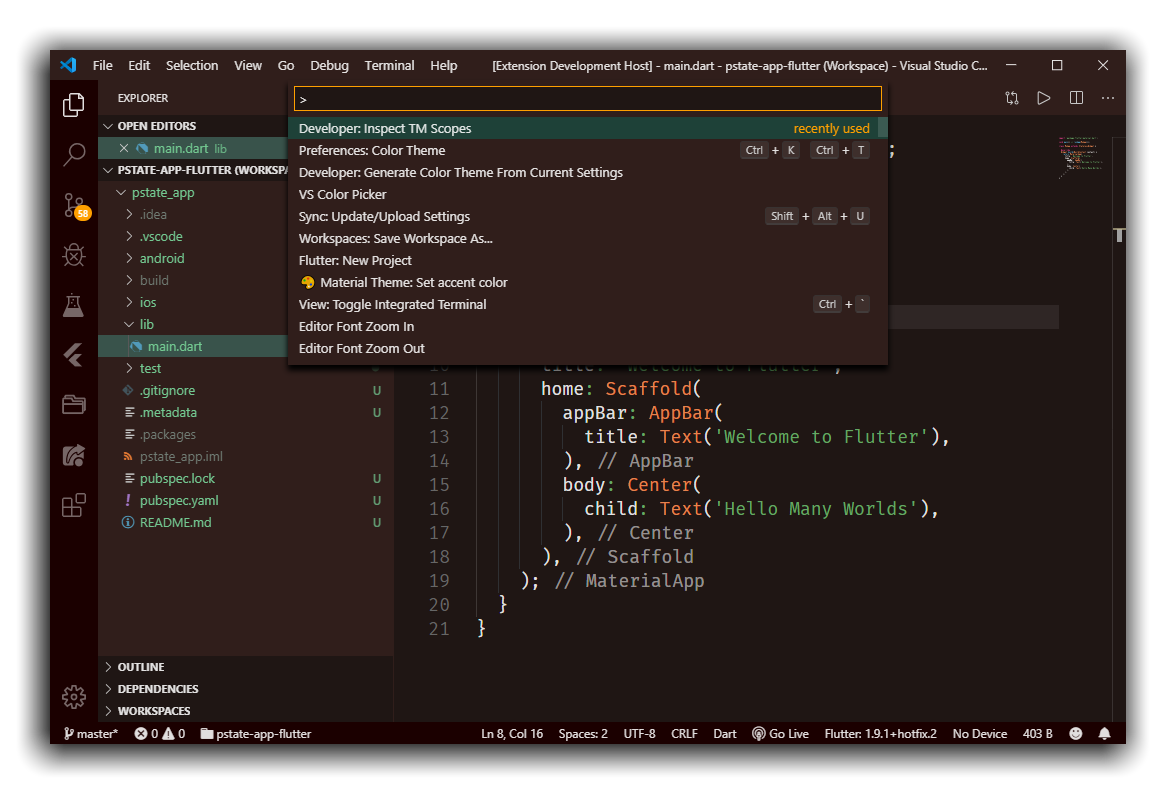 File Edit Selection View Go Debug Terminal Help [Extension Development Host] - main.dart - pstate-app-flutter (Workspace) - Visual Studio C...
EXPLORER
>
OPEN EDITORS
main.dart lib
PSTATE-APP-FLUTTER (WORKSPA
pstate_app
.idea
.vscode
android
build
ios
lib
main.dart
test
.gitignore U
.metadata U
.packages
pstate_app.iml
pubspec.lock U
! pubspec.yaml U
README.md U
OUTLINE
DEPENDENCIES
WORKSPACES
58
Developer: Inspect TM Scopes recently used
Preferences: Color Theme Ctrl + K Ctrl + T
Developer: Generate Color Theme From Current Settings
VS Color Picker
Sync: Update/Upload Settings Shift + Alt + U
Workspaces: Save Workspace As...
Flutter: New Project
Material Theme: Set accent color
View: Toggle Integrated Terminal Ctrl + `
Editor Font Zoom In
Editor Font Zoom Out
;
11 home: Scaffold(
12 appBar: AppBar(
13 title: Text('Welcome to Flutter'),
14 ), // AppBar
15 body: Center(
16 child: Text('Hello Many Worlds'),
17 ), // Center
18 ), // Scaffold
19 ); // MaterialApp
20 }
21 }
master* 0 0 pstate-app-flutter Ln 8, Col 16 Spaces: 2 UTF-8 CRLF Dart Go Live Flutter: 1.9.1+hotfix.2 No Device 403 B